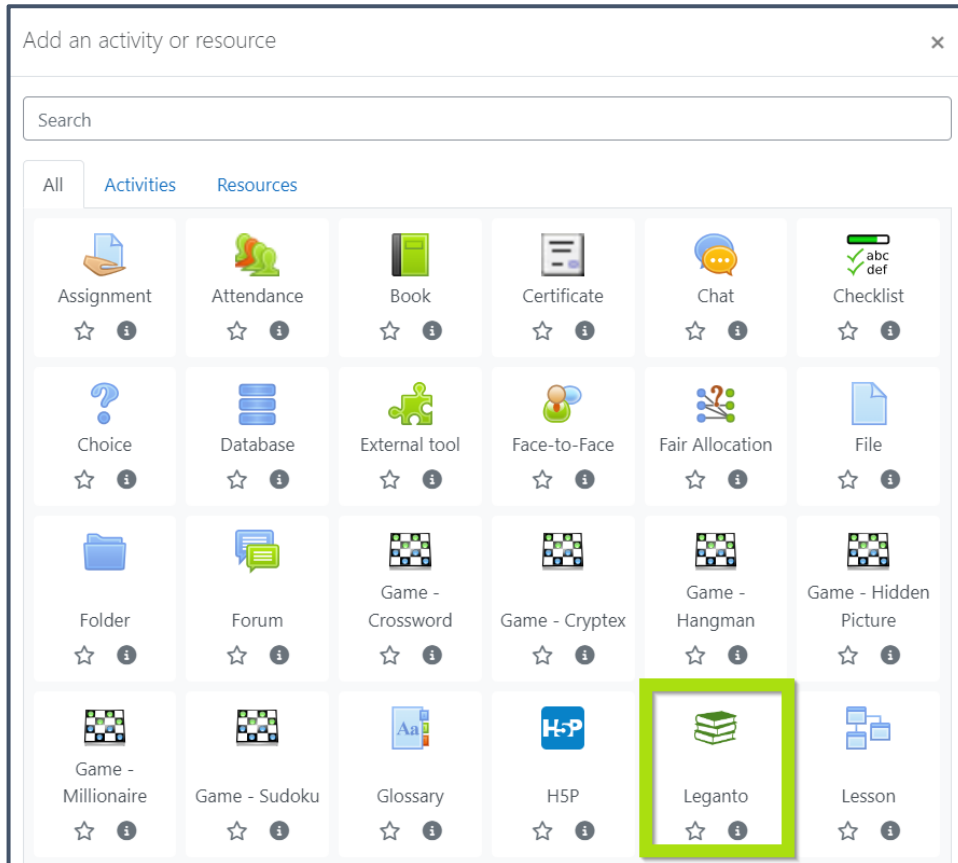 Add an activity or resource ×
Search
All Activities Resources
abc
def
Assignment Attendance Book Certificate Chat Checklist
Choice Database External tool Face-to-Face Fair Allocation File
Game - Game - Game - Hidden
Folder Forum Crossword Game - Cryptex Hangman Picture
Aa H5P
Game -
Millionaire Game - Sudoku Glossary H5P Leganto Lesson